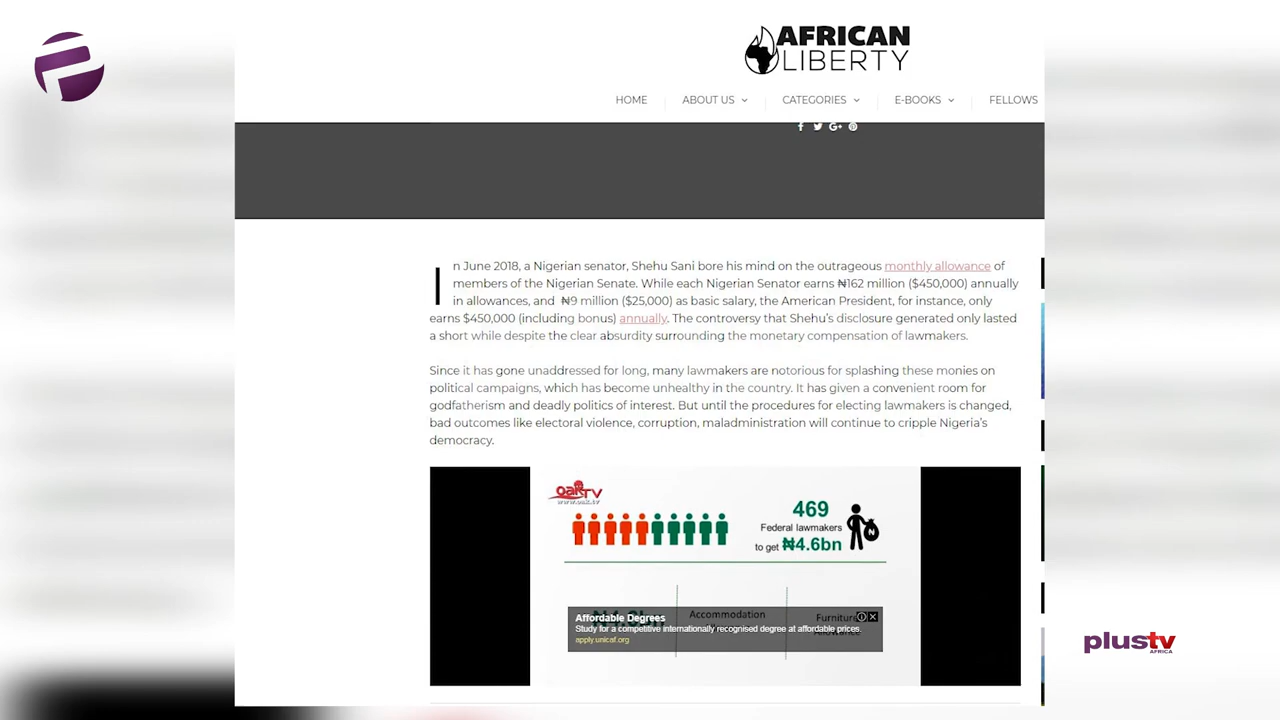 AFRICAN
LIBERTY
HOME
ABOUT US
CATEGORIES
E-BOOKS
FELLOWS
In June 2018, a Nigerian senator, Shehu Sani bore his mind on the outrageous monthly allowance of
members of the Nigerian Senate. While each Nigerian Senator earns ₦162 million ($450,000) annually
in allowances, and ₦9 million ($25,000) as basic salary, the American President, for instance, only
earns $450,000 (including bonus) annually. The controversy that Shehu's disclosure generated only lasted
a short while despite the clear absurdity surrounding the monetary compensation of lawmakers.
Since it has gone unaddressed for long, many lawmakers are notorious for splashing these monies on
political campaigns, which has become unhealthy in the country. It has given a convenient room for
godfatherism and deadly politics of interest. But until the procedures for electing lawmakers is changed,
bad outcomes like electoral violence, corruption, maladministration will continue to cripple Nigeria's
democracy.
oakTV
www.oak.tv
469
Federal lawmakers
to get ₦4.6bn
N
Accommodation
Furniture
Affordable Degrees
Study for a competitive internationally recognised degree at affordable prices.
apply.unicaf.org
plustv
AFRICA